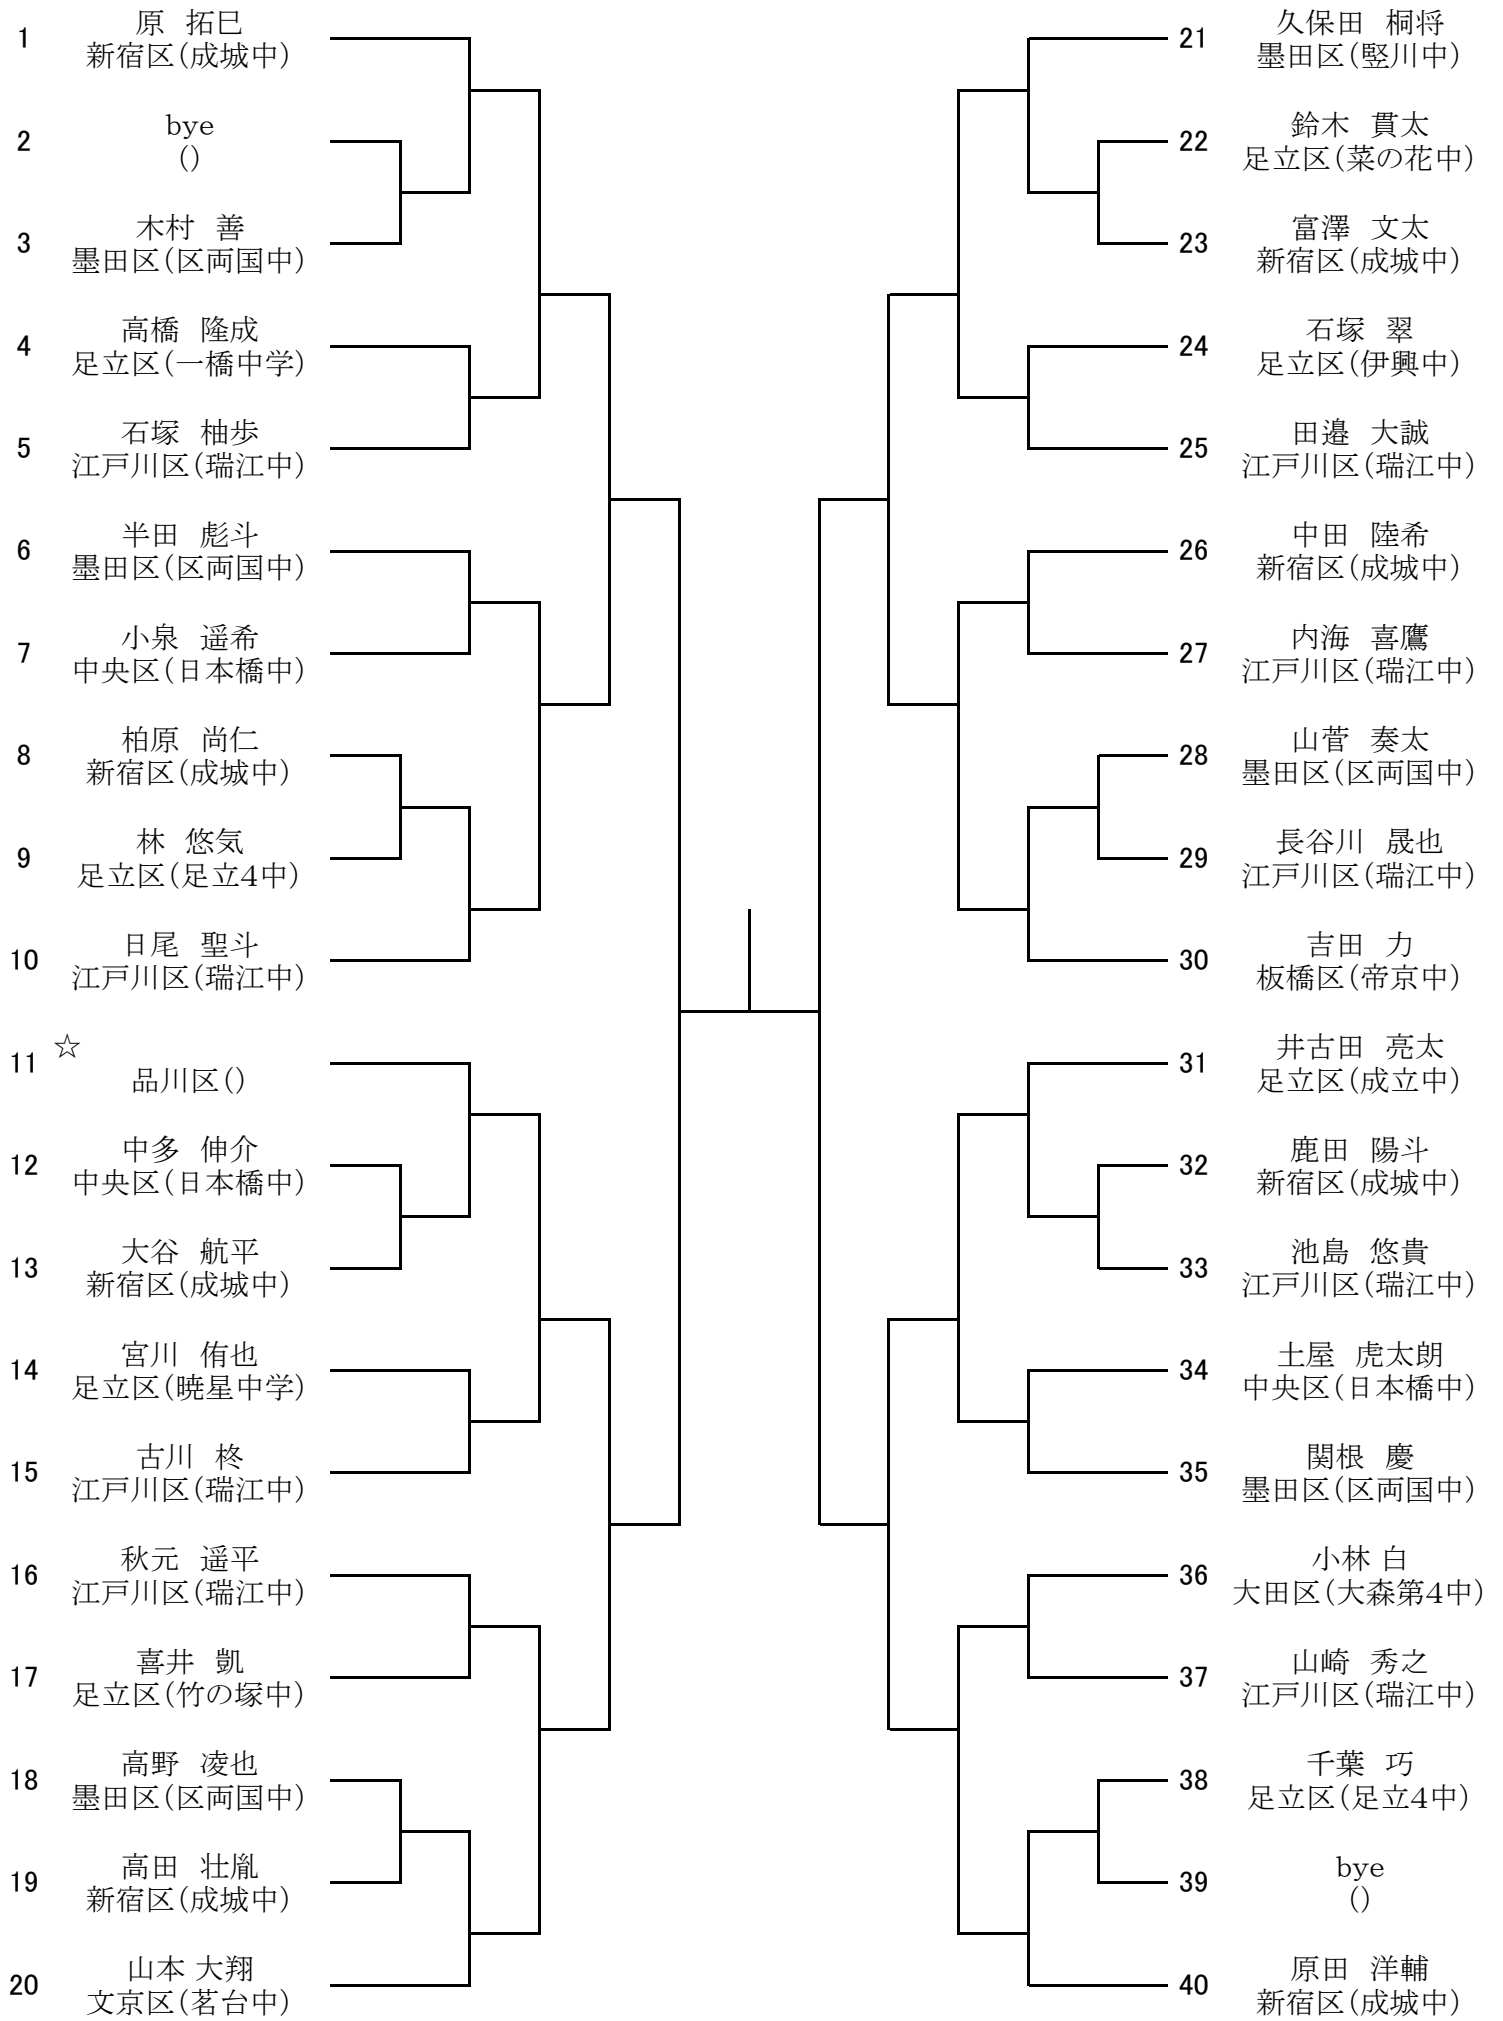 1
原 拓巳
新宿区(成城中)
2
bye
()
3
木村 善
墨田区(区両国中)
4
高橋 隆成
足立区(一橋中学)
5
石塚 柚歩
江戸川区(瑞江中)
6
半田 彪斗
墨田区(区両国中)
7
小泉 遥希
中央区(日本橋中)
8
柏原 尚仁
新宿区(成城中)
9
林 悠気
足立区(足立4中)
10
日尾 聖斗
江戸川区(瑞江中)
11
☆
品川区()
12
中多 伸介
中央区(日本橋中)
13
大谷 航平
新宿区(成城中)
14
宮川 侑也
足立区(暁星中学)
15
古川 柊
江戸川区(瑞江中)
16
秋元 遥平
江戸川区(瑞江中)
17
喜井 凱
足立区(竹の塚中)
18
高野 凌也
墨田区(区両国中)
19
高田 壮胤
新宿区(成城中)
20
山本 大翔
文京区(茗台中)
21
久保田 桐将
墨田区(竪川中)
22
鈴木 貫太
足立区(菜の花中)
23
富澤 文太
新宿区(成城中)
24
石塚 翠
足立区(伊興中)
25
田邉 大誠
江戸川区(瑞江中)
26
中田 陸希
新宿区(成城中)
27
内海 喜鷹
江戸川区(瑞江中)
28
山菅 奏太
墨田区(区両国中)
29
長谷川 晟也
江戸川区(瑞江中)
30
吉田 力
板橋区(帝京中)
31
井古田 亮太
足立区(成立中)
32
鹿田 陽斗
新宿区(成城中)
33
池島 悠貴
江戸川区(瑞江中)
34
土屋 虎太朗
中央区(日本橋中)
35
関根 慶
墨田区(区両国中)
36
小林 白
大田区(大森第4中)
37
山崎 秀之
江戸川区(瑞江中)
38
千葉 巧
足立区(足立4中)
39
bye
()
40
原田 洋輔
新宿区(成城中)